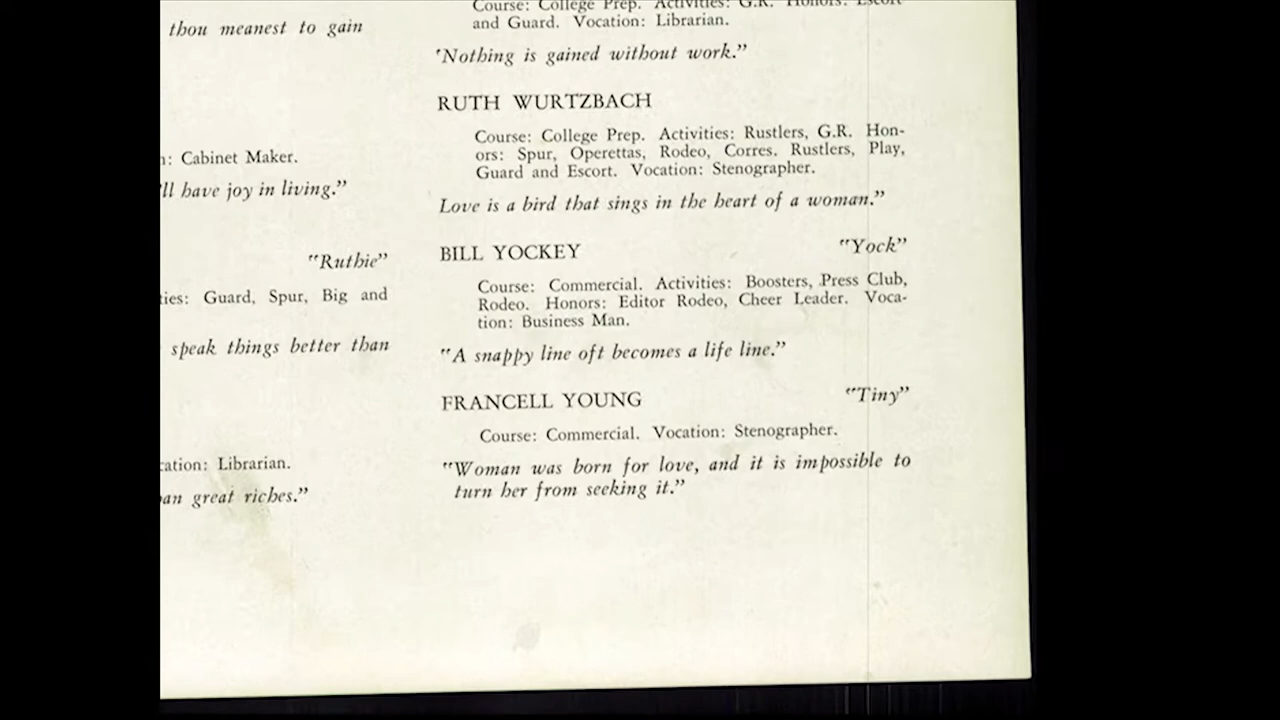 thou meanest to gain
n: Cabinet Maker.
'll have joy in living."
"Ruthie"
ties: Guard, Spur, Big and
speak things better than
cation: Librarian.
an great riches."
Course: College Prep. Activities: G.R. Honors: Escort
and Guard. Vocation: Librarian.
'Nothing is gained without work."
RUTH WURTZBACH
Course: College Prep. Activities: Rustlers, G.R. Hon-
ors: Spur, Operettas, Rodeo, Corres. Rustlers, Play,
Guard and Escort. Vocation: Stenographer.
Love is a bird that sings in the heart of a woman."
BILL YOCKEY "Yock"
Course: Commercial. Activities: Boosters, Press Club,
Rodeo. Honors: Editor Rodeo, Cheer Leader. Voca-
tion: Business Man.
"A snappy line oft becomes a life line."
FRANCELL YOUNG "Tiny"
Course: Commercial. Vocation: Stenographer.
"Woman was born for love, and it is impossible to
turn her from seeking it."